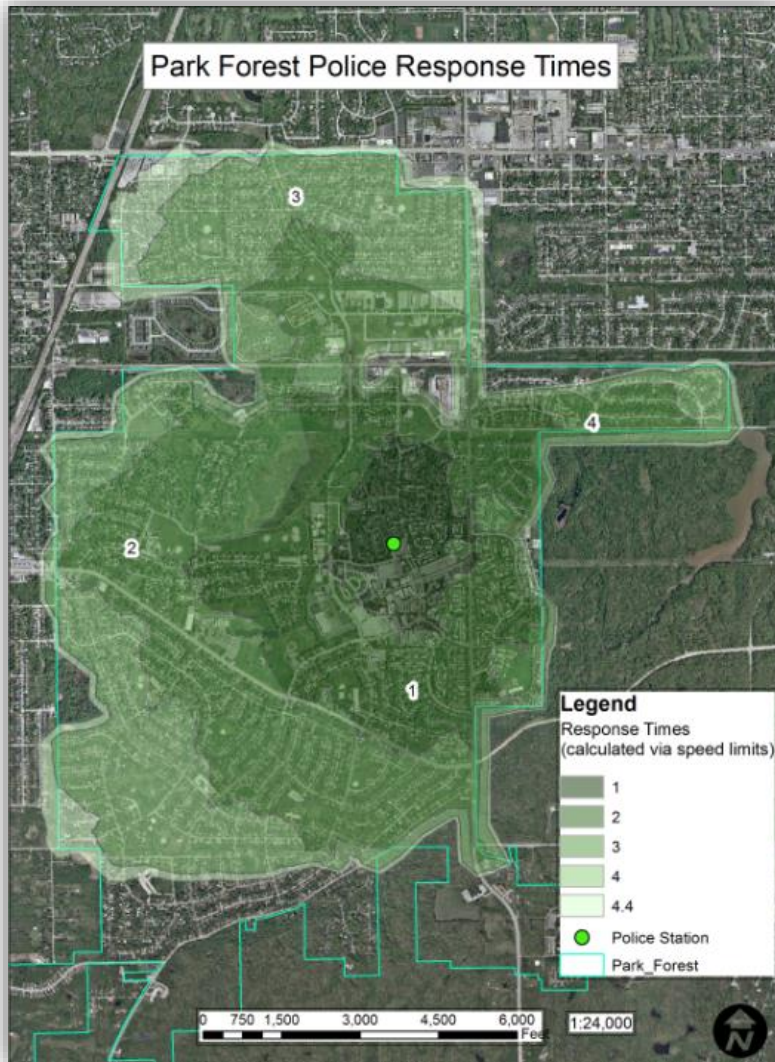 Park Forest Police Response Times
3
4
2
1
Legend
Response Times
(calculated via speed limits)
1
2
3
4
4.4
Police Station
Park_Forest
0 750 1,500 3,000 4,500 6,000
Feet
1:24,000
N